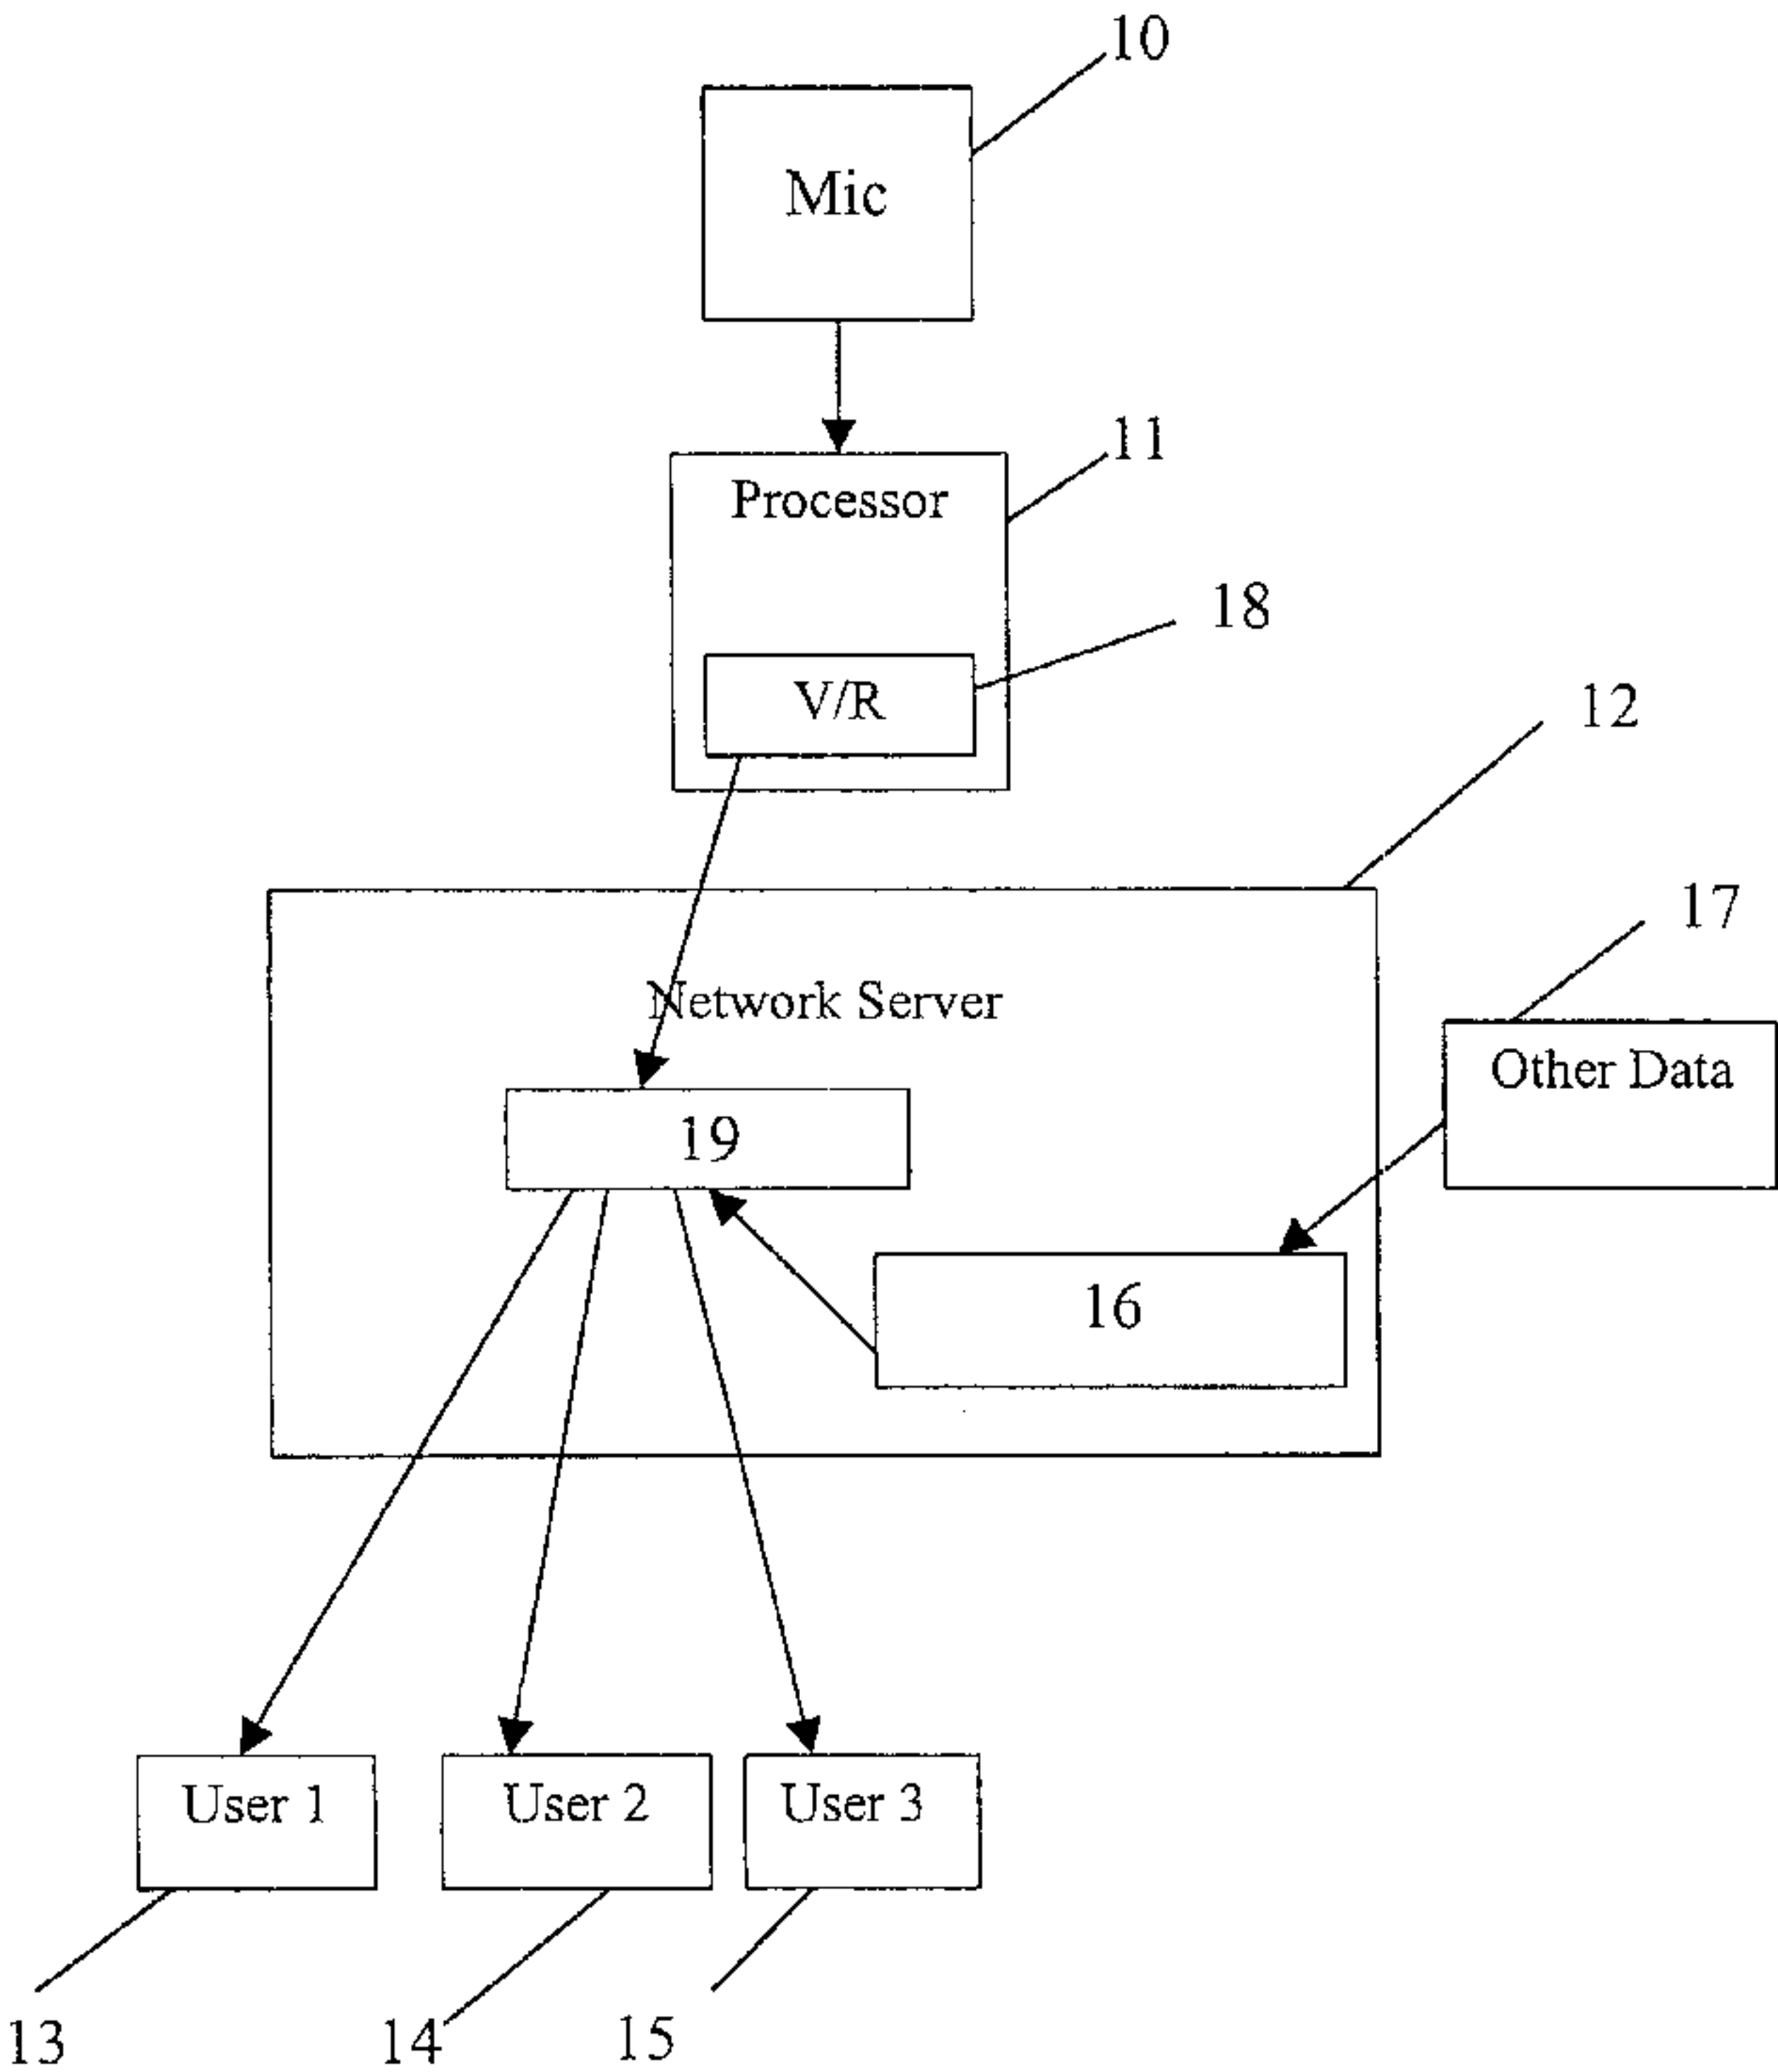 10
Mic
11
Processor
18
V/R
12
17
Network Server
Other Data
19
16
User 1
User 2
User 3
13
14
15